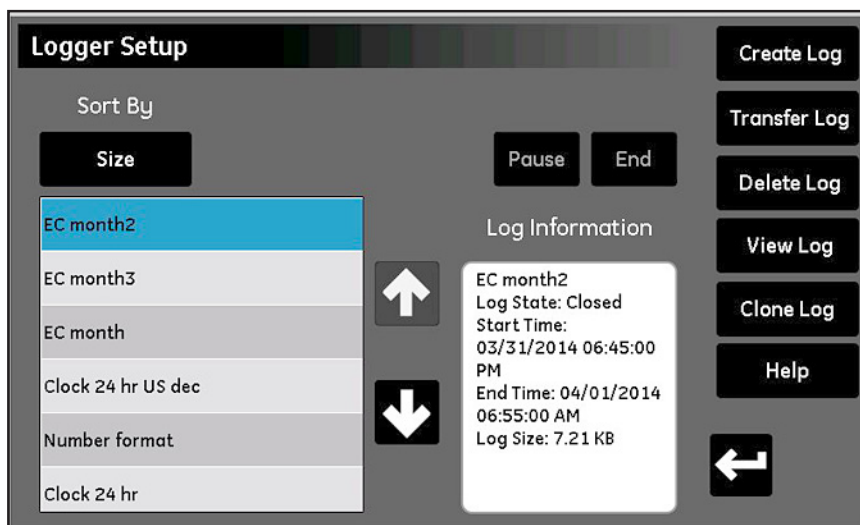 Logger Setup
Sort By
Size
EC month2
EC month3
EC month
Clock 24 hr US dec
Number format
Clock 24 hr
Pause
End
Log Information
EC month2
Log State: Closed
Start Time:
03/31/2014 06:45:00
PM
End Time: 04/01/2014
06:55:00 AM
Log Size: 7.21 KB
Create Log
Transfer Log
Delete Log
View Log
Clone Log
Help